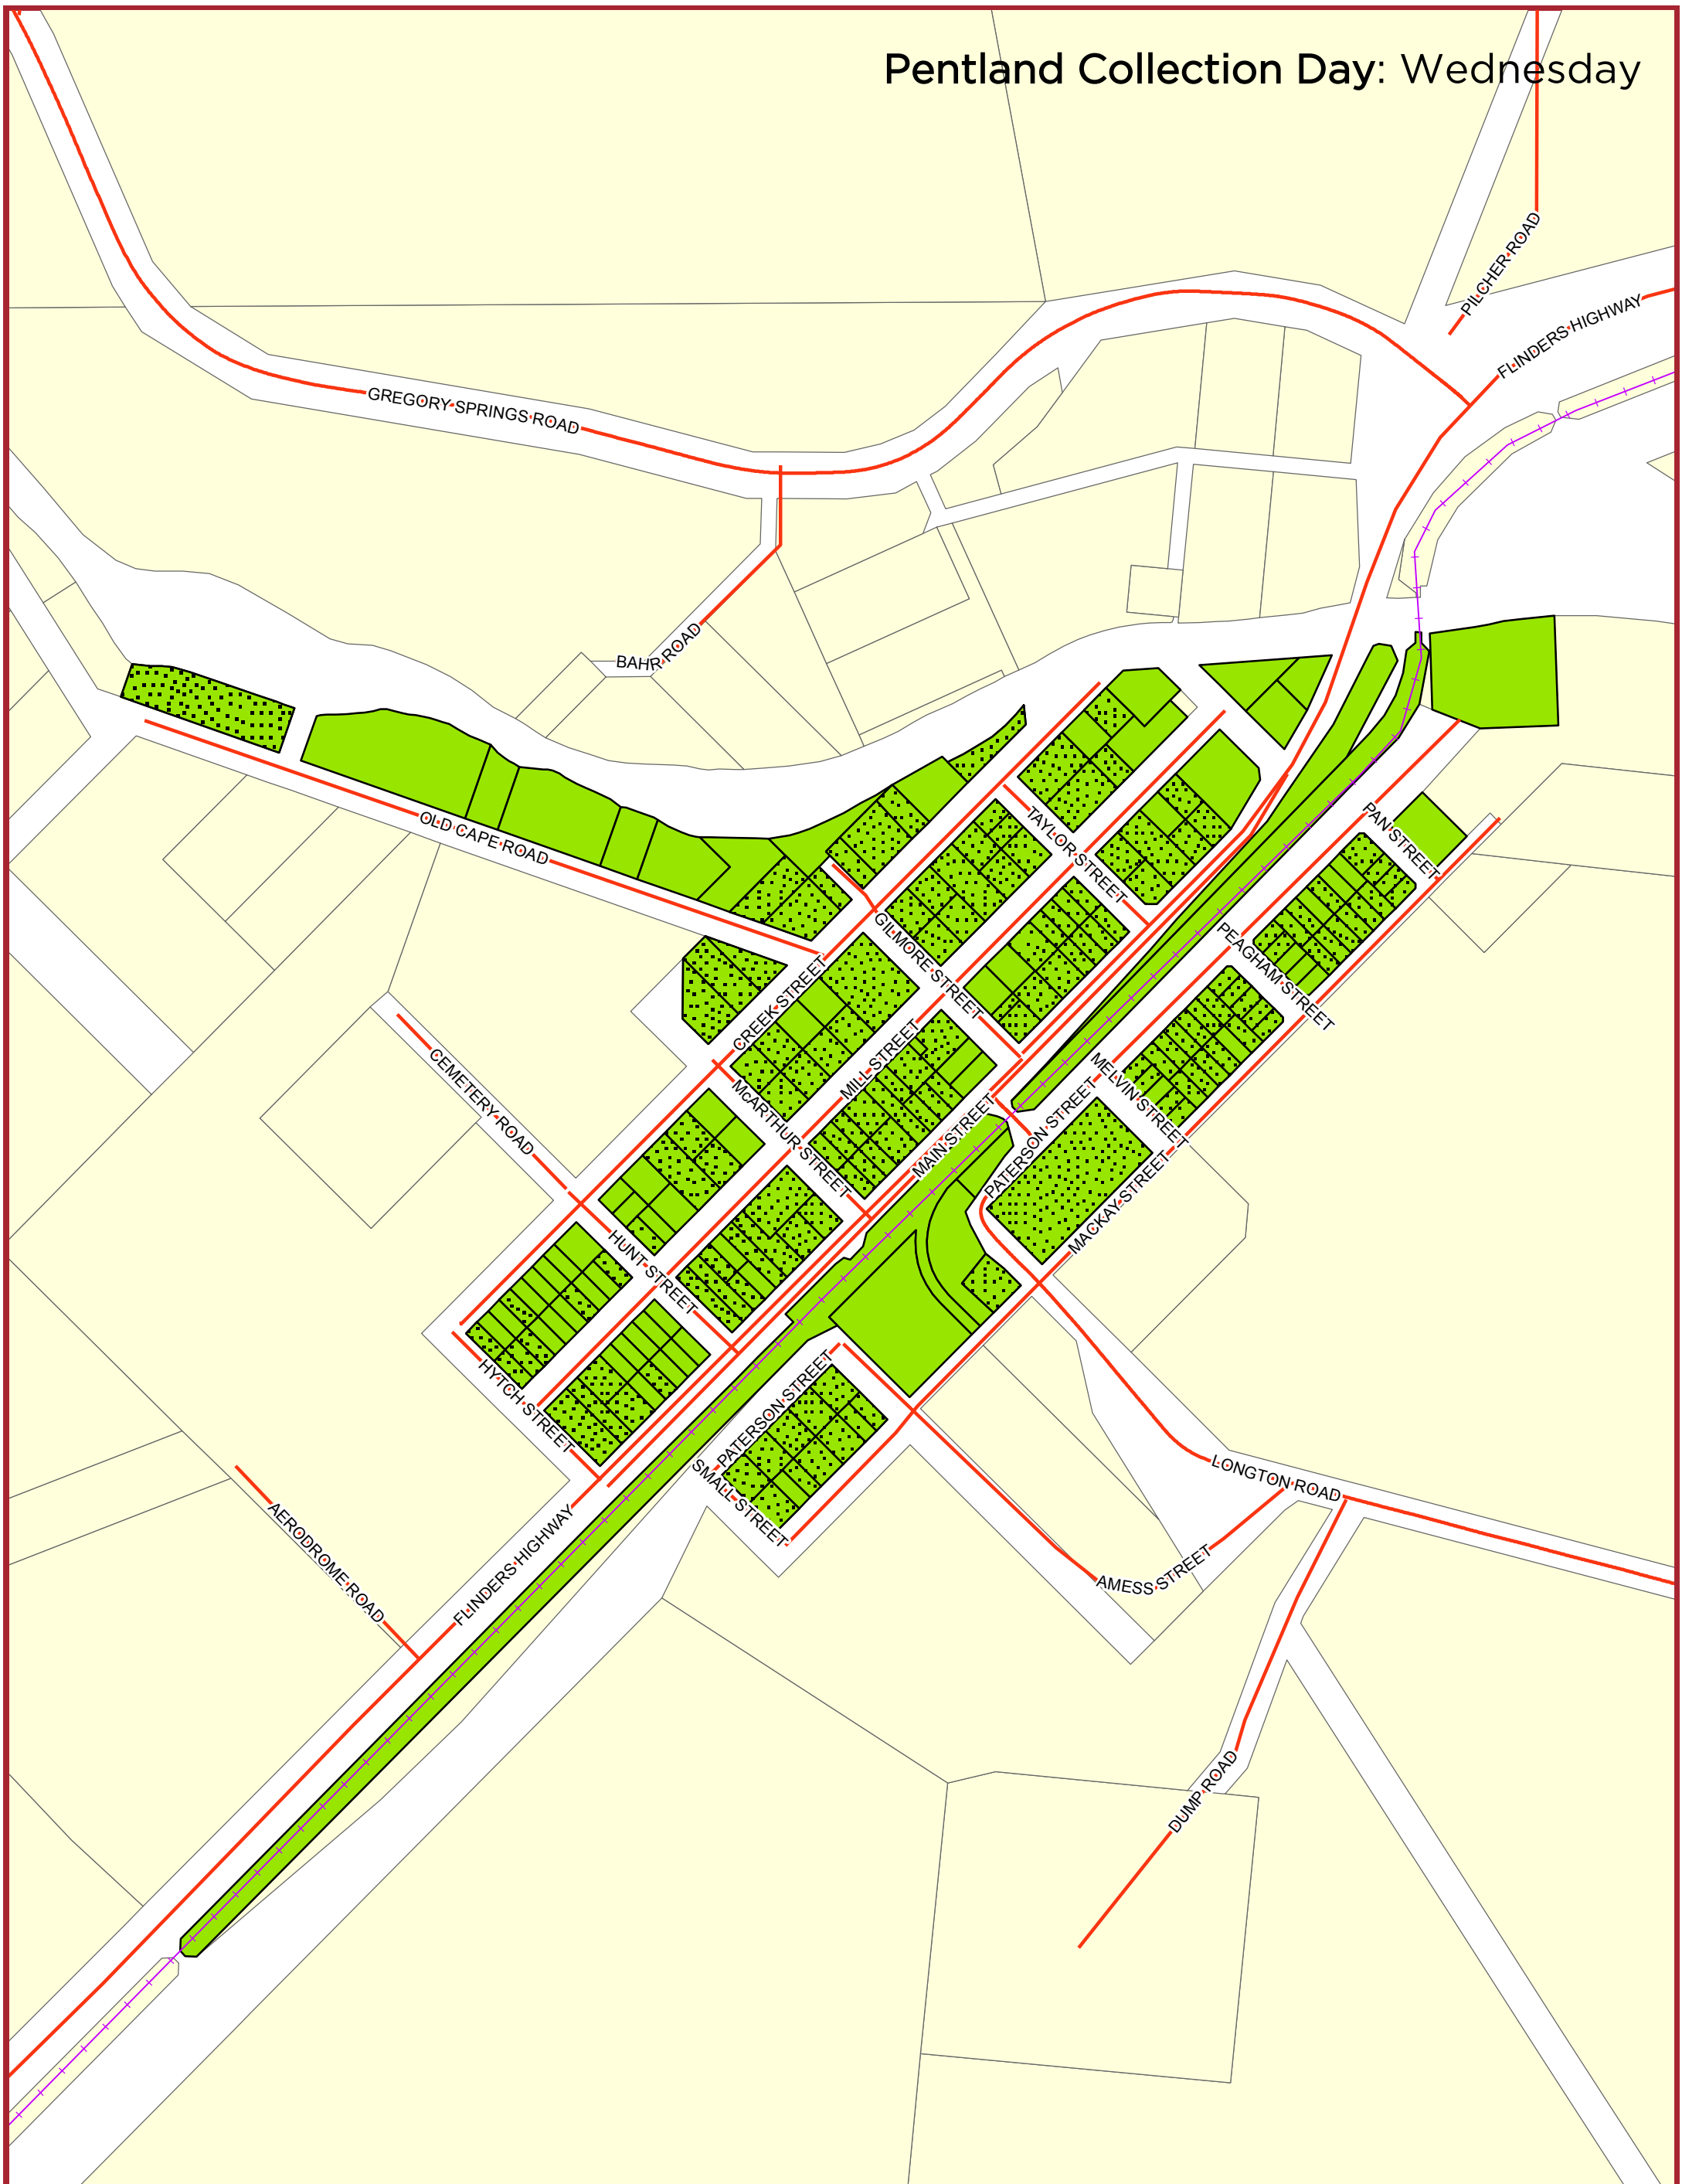 Pentland Collection Day: Wednesday
PILCHER ROAD
FLINDERS HIGHWAY
GREGORY SPRINGS ROAD
BAHR ROAD
OLD CAPE ROAD
TAYLOR STREET
PAN STREET
GILMORE STREET
PEAGHAM STREET
CREEK STREET
MILL STREET
CEMETERY ROAD
McARTHUR STREET
MELVIN STREET
MAIN STREET
PATERSON STREET
MACKAY STREET
HUNT STREET
HYTCH STREET
PATERSON STREET
SMALL STREET
LONGTON ROAD
AERODROME ROAD
FLINDERS HIGHWAY
AMESS STREET
DUMP ROAD